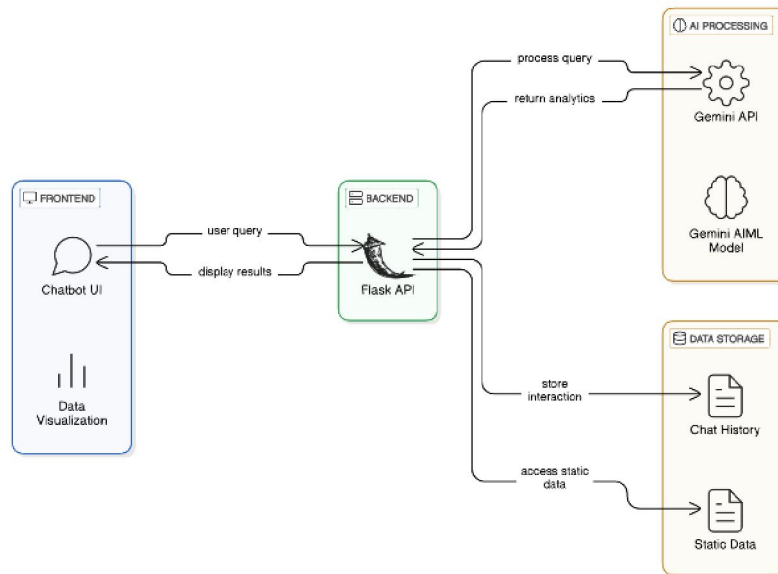 AI PROCESSING
process query
return analytics
Gemini API
Gemini AIML
Model
FRONTEND
BACKEND
user query
display results
Chatbot UI
Flask API
Data
Visualization
DATA STORAGE
store
interaction
Chat History
access static
data
Static Data